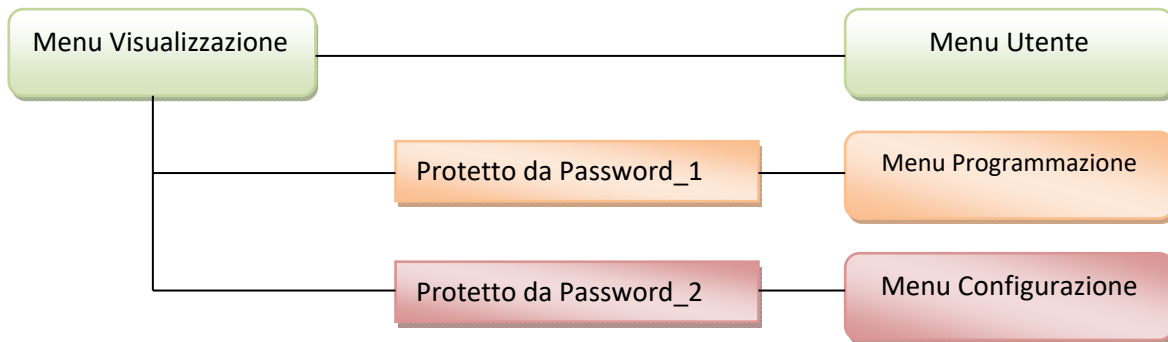 Menu Visualizzazione
Menu Utente
Protetto da Password_1
Menu Programmazione
Protetto da Password_2
Menu Configurazione